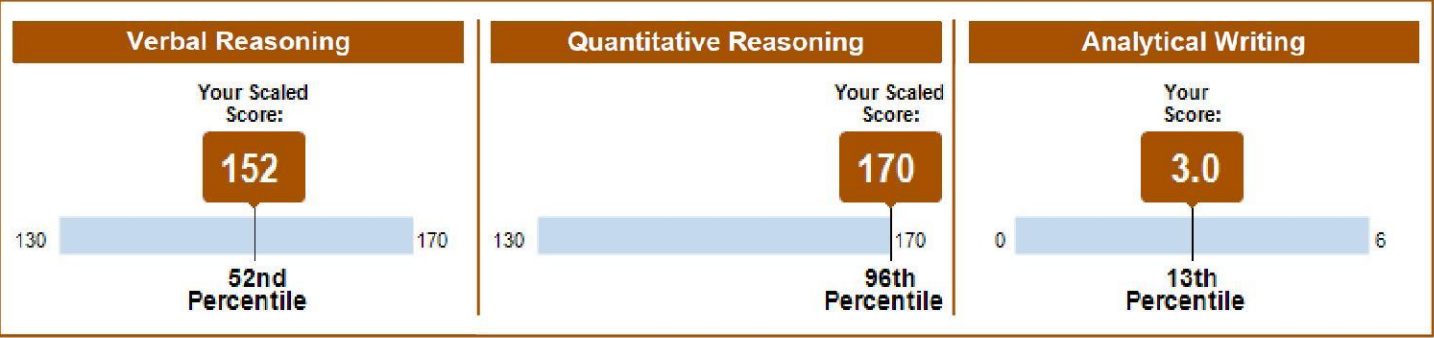 Verbal Reasoning
Your Scaled
Score:
152
130
170
52nd
Percentile
Quantitative Reasoning
Your Scaled
Score:
170
130
170
96th
Percentile
Analytical Writing
Your
Score:
3.0
0
6
13th
Percentile